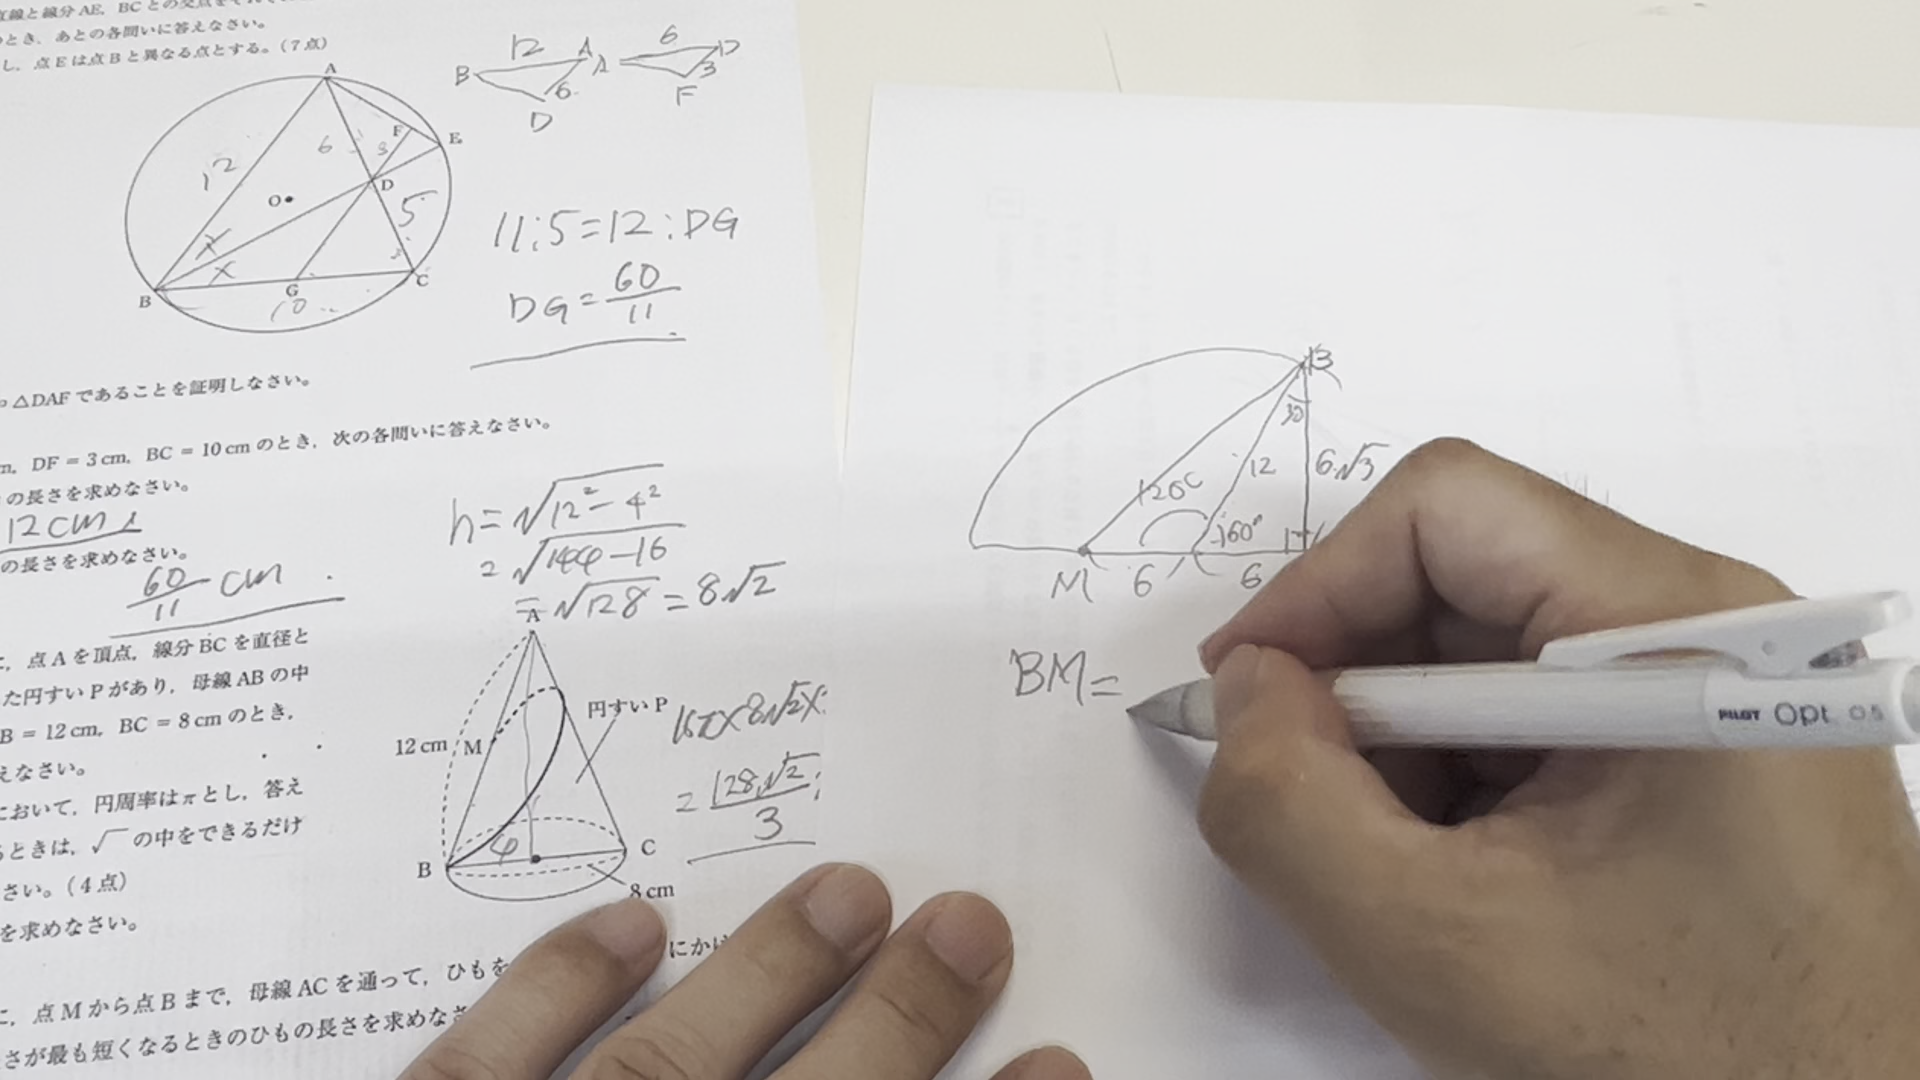 直線と線分AE, BCとの交点を
のとき、あとの各問いに答えなさい。
し、点Eは点Bと異なる点とする。(7点)
A
F
E
D
O
B
G
C
12
6
3
5
10
×
×
12
B
A
6
D
6
A
D
3
F
11:5=12:DG
DG=60/11
△DAFであることを証明しなさい。
m, DF = 3 cm, BC = 10 cm のとき、次の各問いに答えなさい。
の長さを求めなさい。
12cm
の長さを求めなさい。
60/11 cm
h=√12²-4²
=√144-16
=√128=8√2
、点Aを頂点、線分BCを直径と
た円すいPがあり、母線ABの中
B = 12 cm, BC = 8 cm のとき、
えなさい。
において、円周率はπとし、答え
るときは、√ の中をできるだけ
さい。(4点)
を求めなさい。
A
12 cm
M
円すいP
B
C
4
8 cm
16π×8√2×
=128√2/3
にかけ
、点Mから点Bまで、母線ACを通って、ひもを
さが最も短くなるときのひもの長さを求めなさ
B
30
12
6√3
120°
60°
M
6
6
BM=
PILOT Opt. 0.5